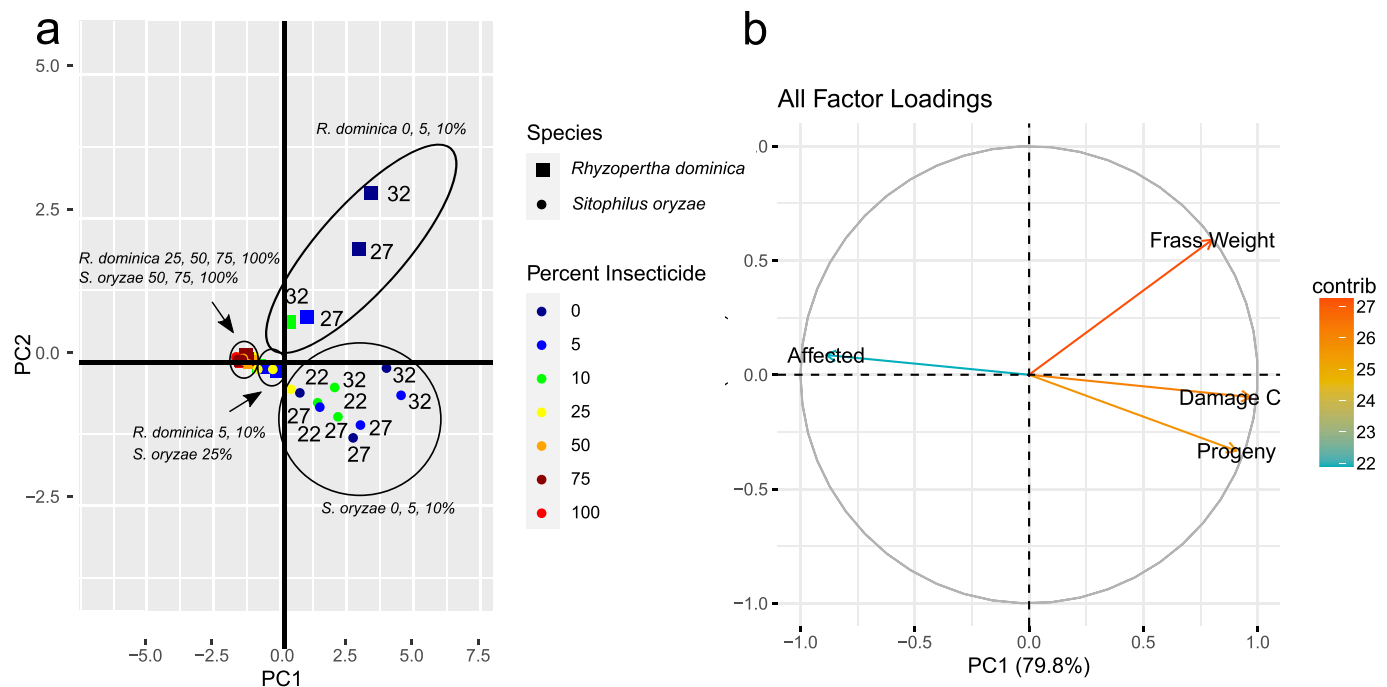 a
5.0
2.5
0.0
−2.5
PC2
R. dominica 0, 5, 10%
32
27
R. dominica 25, 50, 75, 100%
S. oryzae 50, 75, 100%
32
27
22
32
32
22
32
27
22
27
27
27
R. dominica 5, 10%
S. oryzae 25%
S. oryzae 0, 5, 10%
−5.0
−2.5
0.0
2.5
5.0
7.5
PC1
Species
Rhyzopertha dominica
Sitophilus oryzae
Percent Insecticide
0
5
10
25
50
75
100
b
All Factor Loadings
.0
0.5
0.0
−0.5
−1.0
Frass Weight
Affected
Damage C
Progeny
−1.0
−0.5
0.0
0.5
1.0
PC1 (79.8%)
contrib
27
26
25
24
23
22